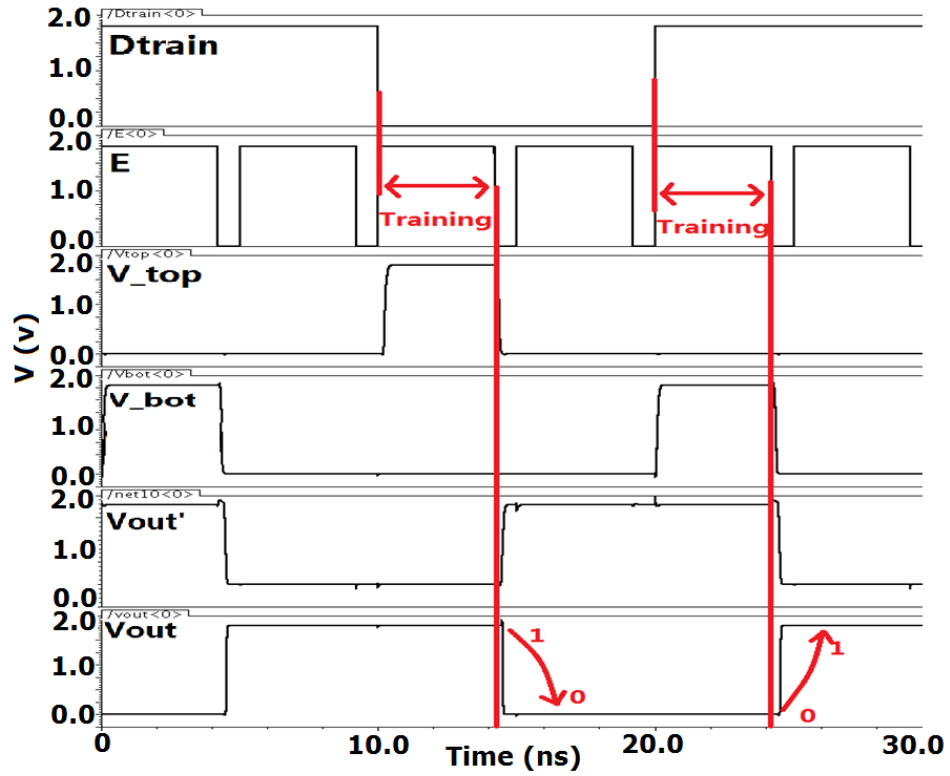 /Dtrain<0>
2.0
Dtrain
1.0
0.0
/E<0>
2.0
E
1.0
Training
Training
0.0
/Vtop<0>
2.0
V_top
1.0
0.0
V (v)
/Vbot<0>
2.0
V_bot
1.0
0.0
/net10<0>
2.0
Vout'
1.0
0.0
/vout<0>
2.0
Vout
1
1
1.0
0
0
0.0
0
10.0
20.0
30.0
Time (ns)